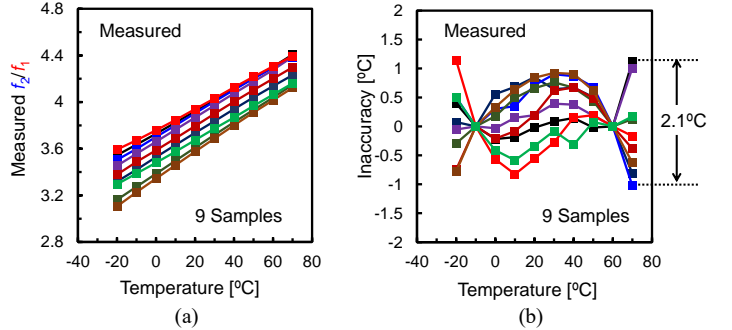 Measured
Measured f2/f1
4.8
4.4
4
3.6
3.2
2.8
9 Samples
-40 -20 0 20 40 60 80
Temperature [ºC]
(a)
Measured
Inaccuracy [ºC]
2
1.5
1
0.5
0
-0.5
-1
-1.5
-2
2.1ºC
9 Samples
-40 -20 0 20 40 60 80
Temperature [ºC]
(b)